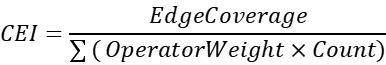 CEI = EdgeCoverage / ∑ (OperatorWeight × Count)